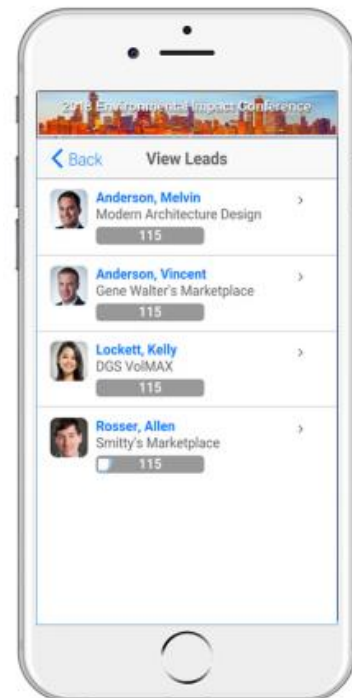 2018 Environmental Impact Conference
Back View Leads
Anderson, Melvin
Modern Architecture Design
115
Anderson, Vincent
Gene Walter's Marketplace
115
Lockett, Kelly
DGS VolMAX
115
Rosser, Allen
Smitty's Marketplace
115